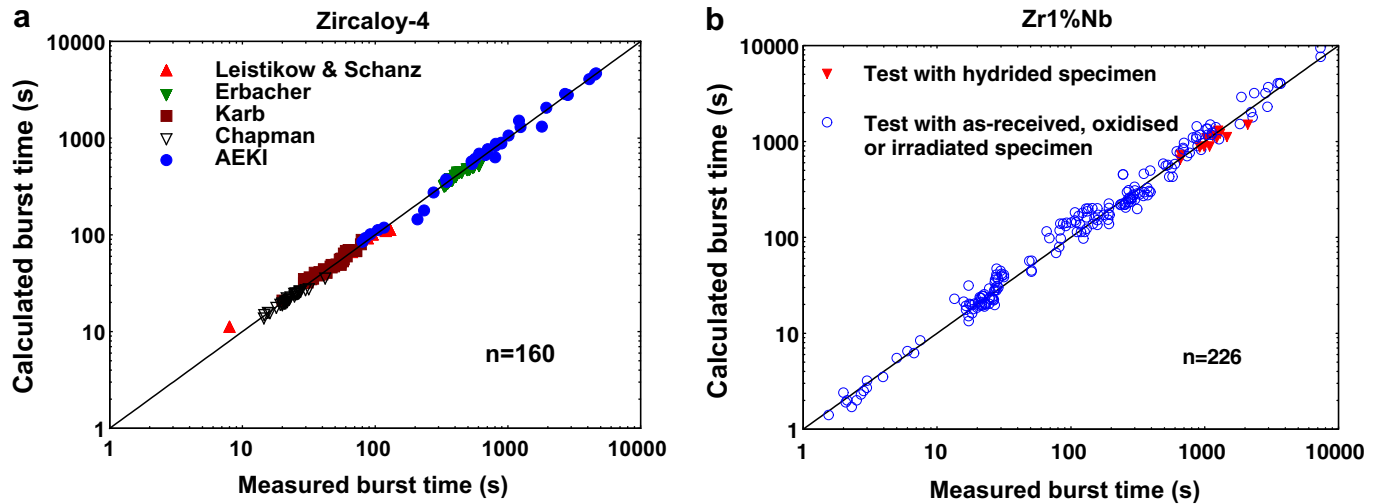 a
Zircaloy-4
10000
1000
100
10
1
Calculated burst time (s)
Leistikow & Schanz
Erbacher
Karb
Chapman
AEKI
n=160
1 10 100 1000 10000
Measured burst time (s)
b
Zr1%Nb
10000
1000
100
10
1
Calculated burst time (s)
Test with hydrided specimen
Test with as-received, oxidised
or irradiated specimen
n=226
1 10 100 1000 10000
Measured burst time (s)